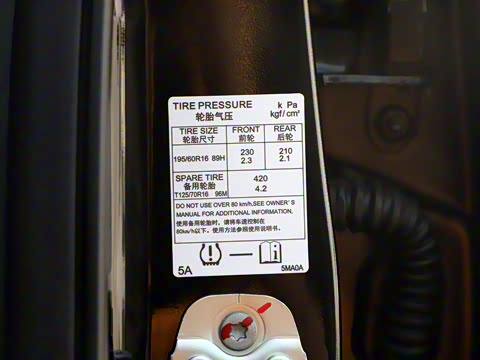 TIRE PRESSURE k Pa
轮胎气压 kgf/cm²
TIRE SIZE FRONT REAR
轮胎尺寸 前轮 后轮
195/60R16 89H 230 210
2.3 2.1
SPARE TIRE 420
备用轮胎
T125/70R16 96M 4.2
DO NOT USE OVER 80 km/h,SEE OWNER'S
MANUAL FOR ADDITIONAL INFORMATION.
使用备用轮胎时，请将车速控制在
80km/h以下。使用方法参照使用说明书。
5A 5MA0A